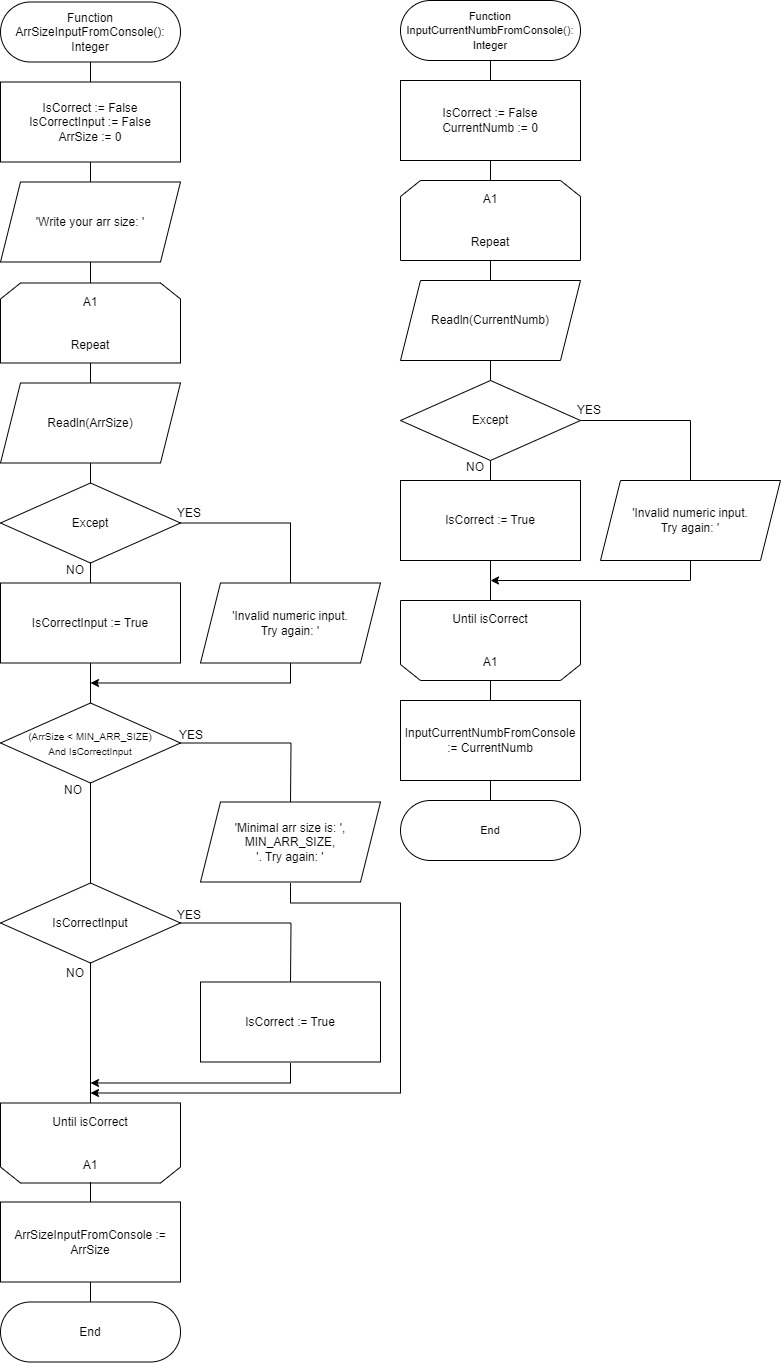 Function
ArrSizeInputFromConsole():
Integer
IsCorrect := False
IsCorrectInput := False
ArrSize := 0
'Write your arr size: '
A1
Repeat
Readln(ArrSize)
Except
YES
NO
IsCorrectInput := True
'Invalid numeric input.
Try again: '
(ArrSize < MIN_ARR_SIZE)
And IsCorrectInput
YES
NO
'Minimal arr size is: ',
MIN_ARR_SIZE,
'. Try again: '
IsCorrectInput
YES
NO
IsCorrect := True
Until isCorrect
A1
ArrSizeInputFromConsole :=
ArrSize
End
Function
InputCurrentNumbFromConsole():
Integer
IsCorrect := False
CurrentNumb := 0
A1
Repeat
Readln(CurrentNumb)
Except
YES
NO
IsCorrect := True
'Invalid numeric input.
Try again: '
Until isCorrect
A1
InputCurrentNumbFromConsole
:= CurrentNumb
End